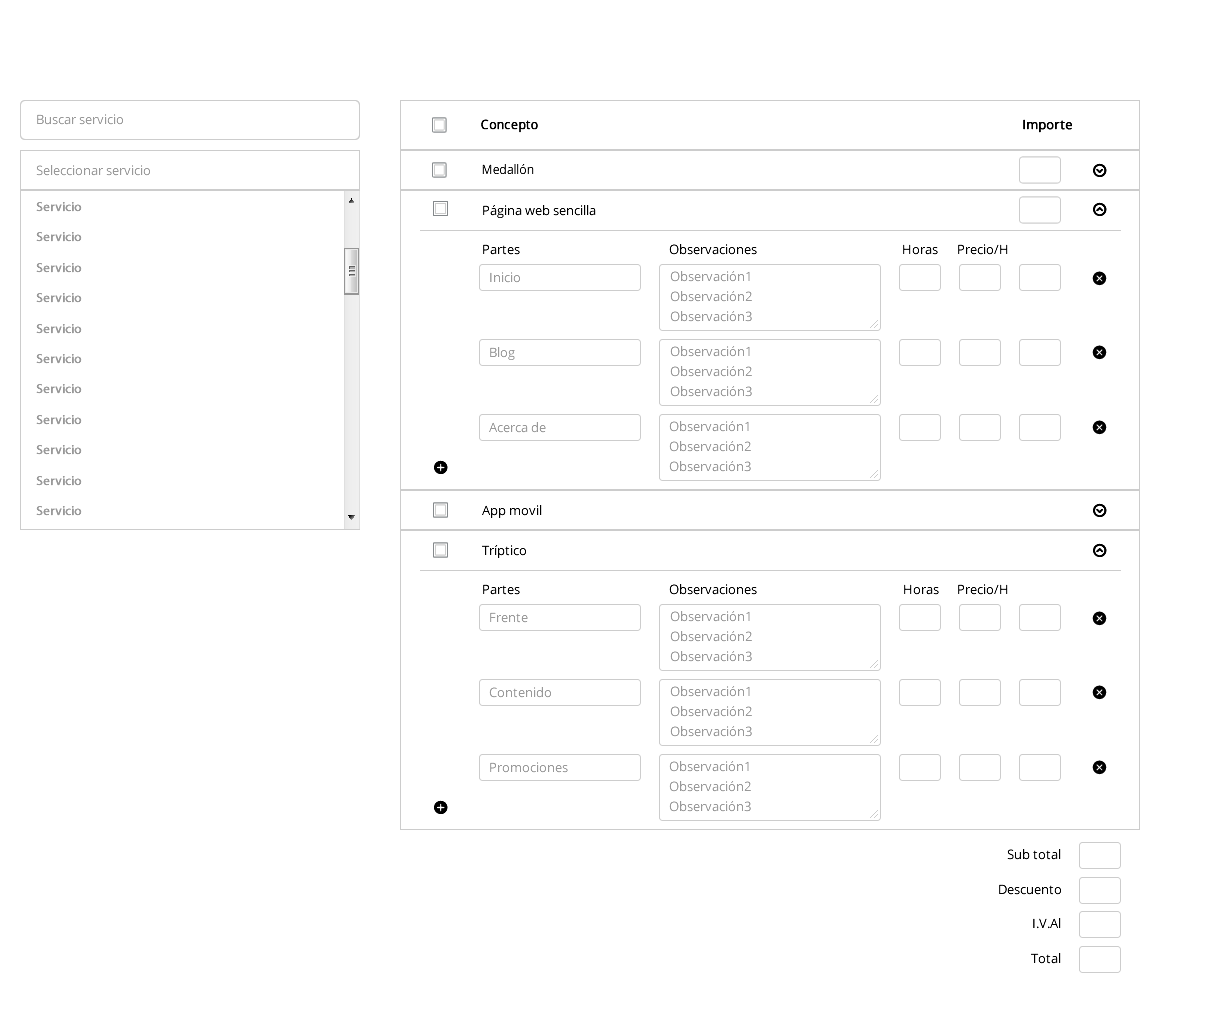 Buscar servicio
Seleccionar servicio
Servicio
Servicio
Servicio
Servicio
Servicio
Servicio
Servicio
Servicio
Servicio
Servicio
Servicio
Concepto Importe
Medallón
Página web sencilla
Partes Observaciones Horas Precio/H
Inicio Observación1
Observación2
Observación3
Blog Observación1
Observación2
Observación3
Acerca de Observación1
Observación2
Observación3
App movil
Tríptico
Partes Observaciones Horas Precio/H
Frente Observación1
Observación2
Observación3
Contenido Observación1
Observación2
Observación3
Promociones Observación1
Observación2
Observación3
Sub total
Descuento
I.V.Al
Total